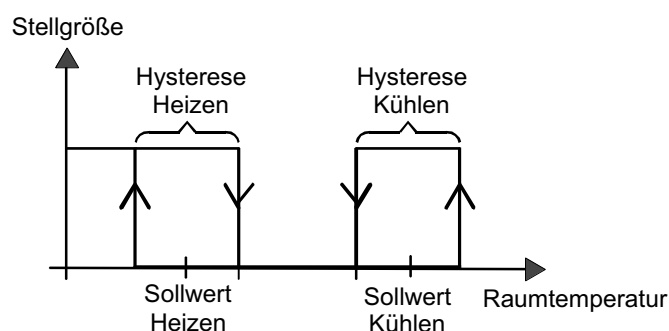 Stellgröße
Hysterese
Heizen
Hysterese
Kühlen
Sollwert
Heizen
Sollwert
Kühlen
Raumtemperatur